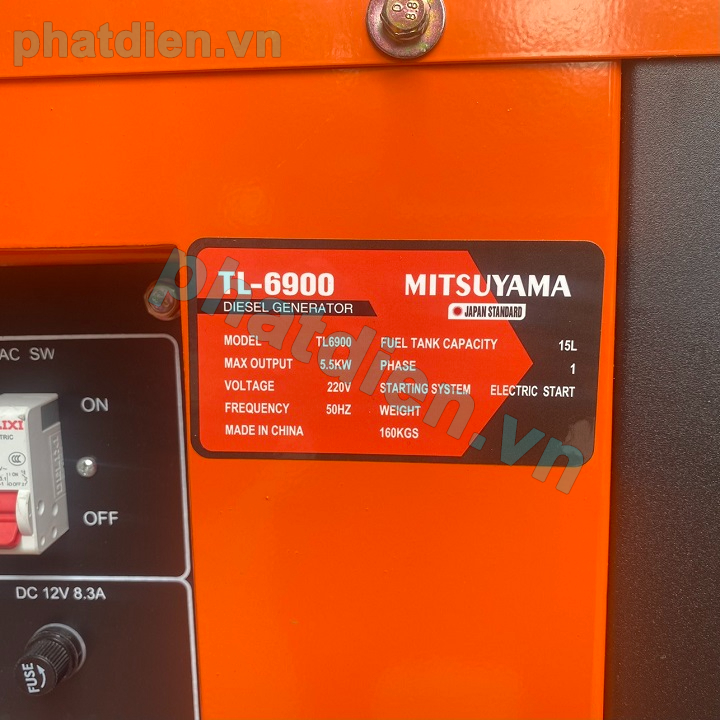 phatdien.vn
8.8
TL-6900
DIESEL GENERATOR
MITSUYAMA
JAPAN STANDARD
MODEL TL6900
MAX OUTPUT 5.5KW
VOLTAGE 220V
FREQUENCY 50HZ
MADE IN CHINA
FUEL TANK CAPACITY 15L
PHASE 1
STARTING SYSTEM ELECTRIC START
WEIGHT
160KGS
phatdien.vn
AC SW
ON
OFF
DC 12V 8.3A
FUSE